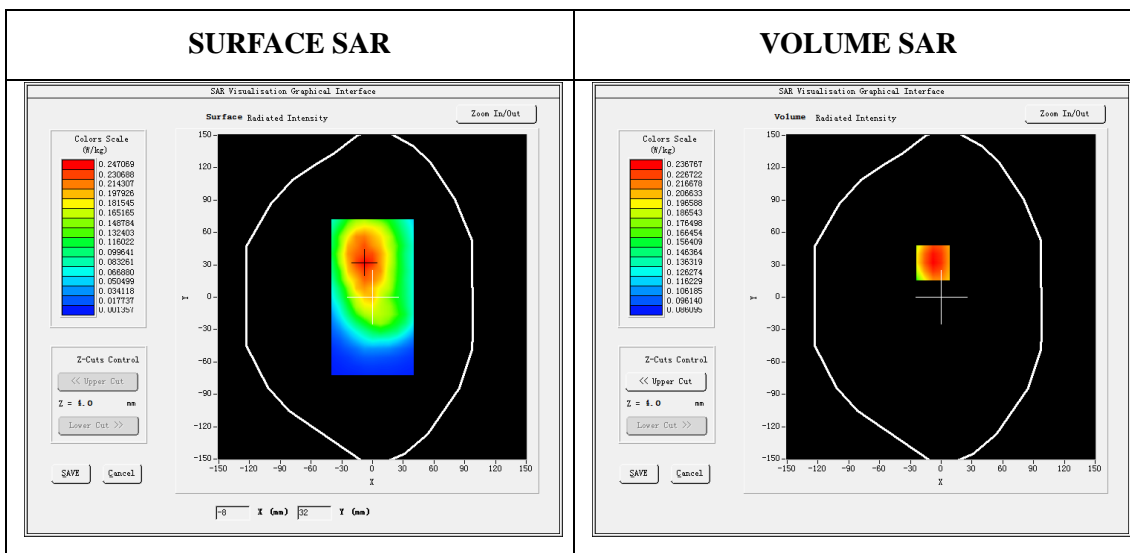 SURFACE SAR
VOLUME SAR
SAR Visualisation Graphical Interface
Surface Radiated Intensity
Zoom In/Out
Colors Scale
(W/kg)
0.247069
0.230688
0.214307
0.197926
0.181545
0.165165
0.148784
0.132403
0.116022
0.099641
0.083261
0.066880
0.050499
0.034118
0.017737
0.001357
150
120
90
60
30
0
-30
-60
-90
-120
-150
Y
-150 -120 -90 -60 -30 0 30 60 90 120 150
X
Z-Cuts Control
<< Upper Cut
Z = 4.0 mm
Lower Cut >>
SAVE Cancel
-8 X (mm) 32 Y (mm)
SAR Visualisation Graphical Interface
Volume Radiated Intensity
Zoom In/Out
Colors Scale
(W/kg)
0.236767
0.226722
0.216678
0.206633
0.196588
0.186543
0.176498
0.166454
0.156409
0.146364
0.136319
0.126274
0.116229
0.106185
0.096140
0.086095
150
120
90
60
30
0
-30
-60
-90
-120
-150
Y
-150 -120 -90 -60 -30 0 30 60 90 120 150
X
Z-Cuts Control
<< Upper Cut
Z = 4.0 mm
Lower Cut >>
SAVE Cancel